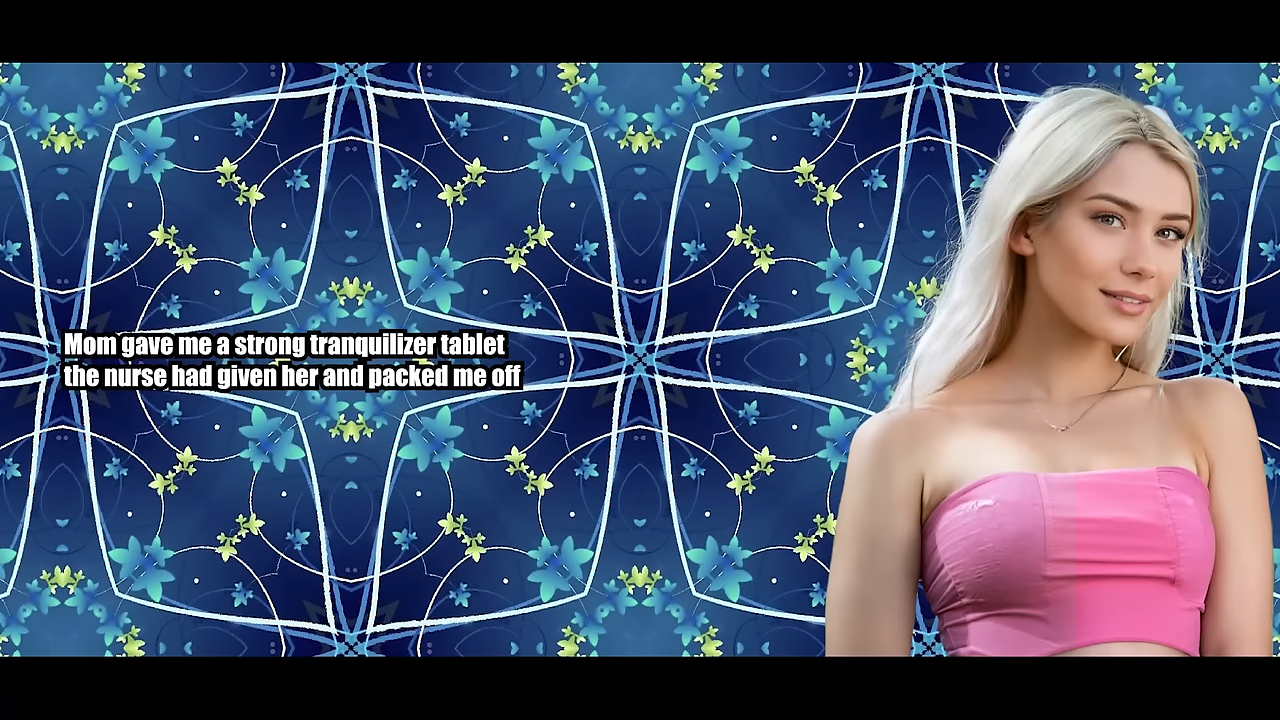 Mom gave me a strong tranquilizer tablet
the nurse had given her and packed me off